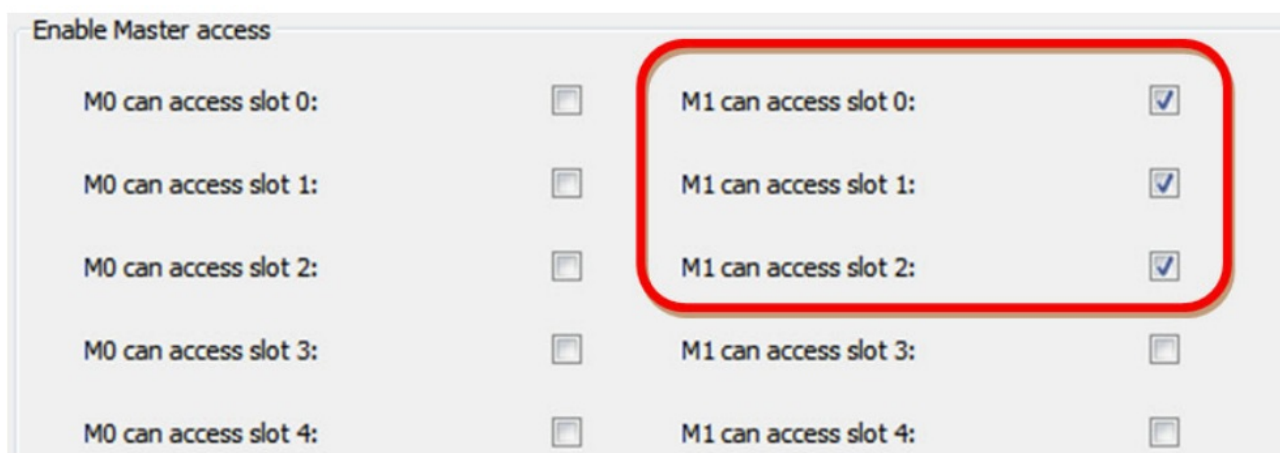 Enable Master access
M0 can access slot 0: M1 can access slot 0:
M0 can access slot 1: M1 can access slot 1:
M0 can access slot 2: M1 can access slot 2:
M0 can access slot 3: M1 can access slot 3:
M0 can access slot 4: M1 can access slot 4: